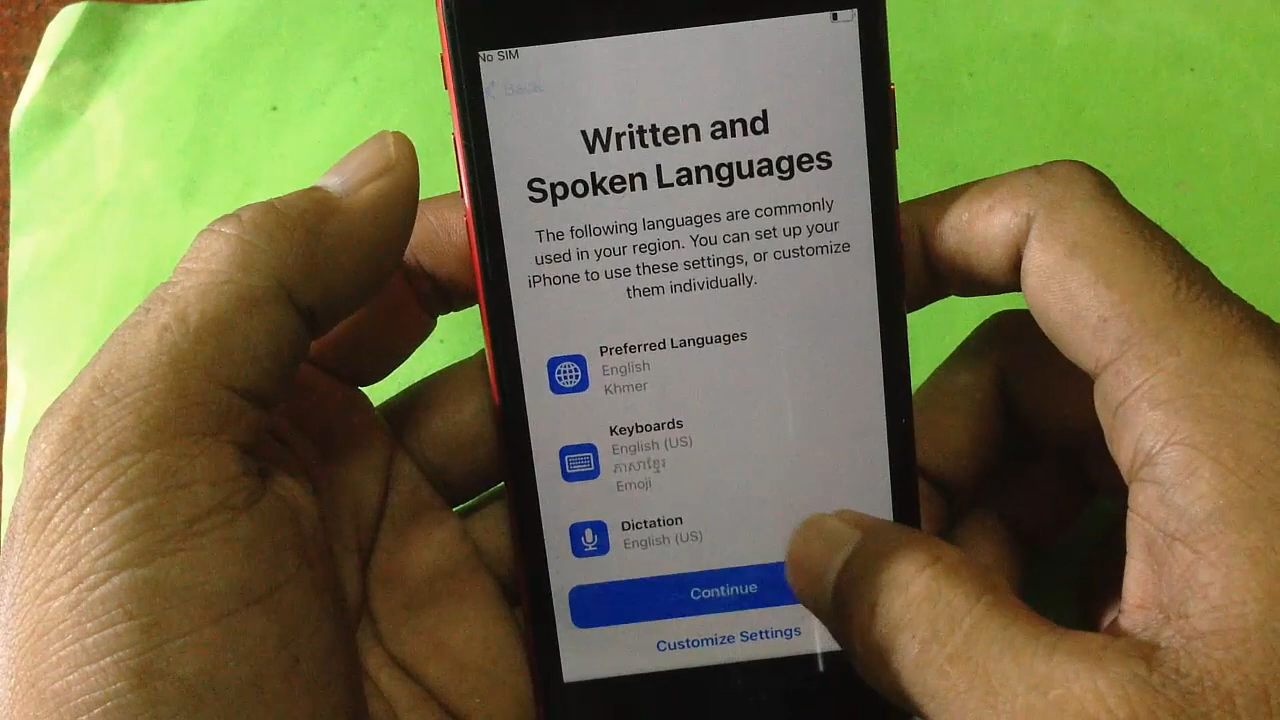 No SIM
Back
Written and
Spoken Languages
The following languages are commonly
used in your region. You can set up your
iPhone to use these settings, or customize
them individually.
Preferred Languages
English
Khmer
Keyboards
English (US)
ភាសាខ្មែរ
Emoji
Dictation
English (US)
Continue
Customize Settings